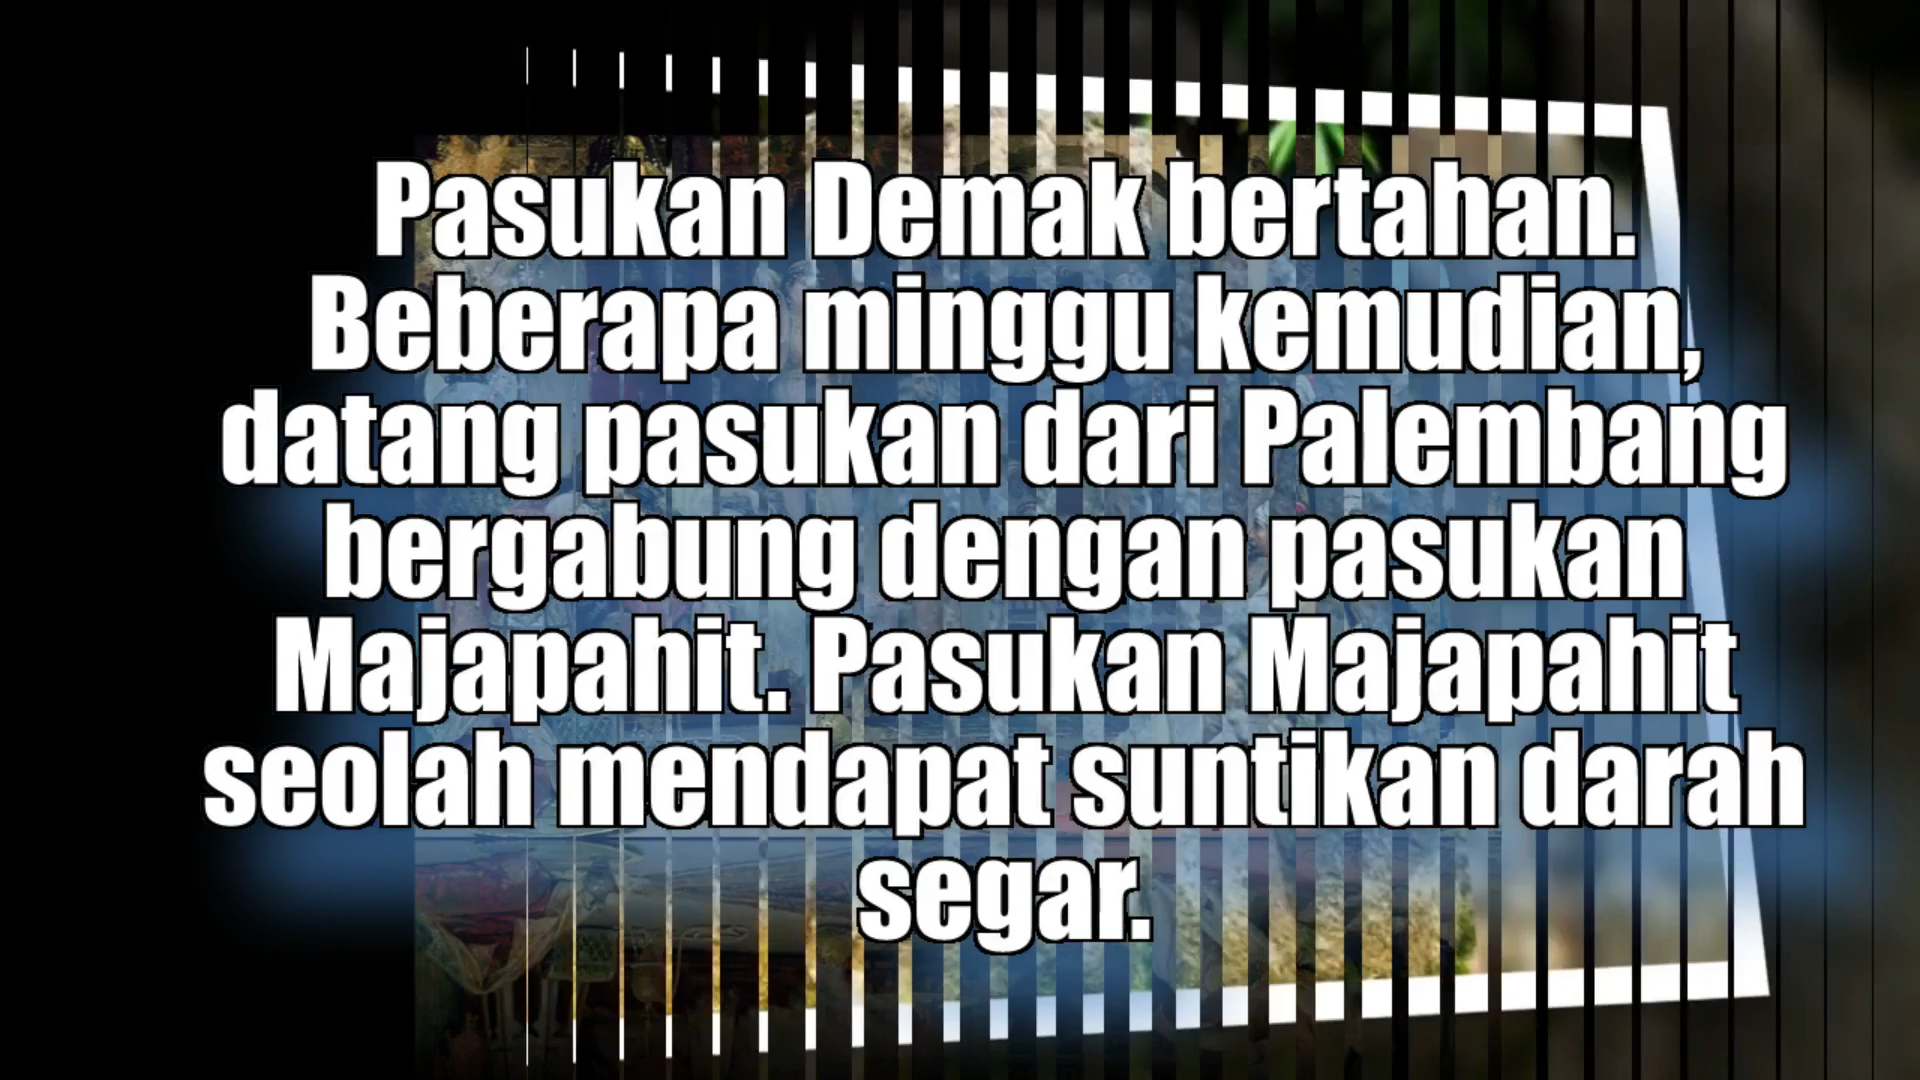 Pasukan Demak bertahan.
Beberapa minggu kemudian,
datang pasukan dari Palembang
bergabung dengan pasukan
Majapahit. Pasukan Majapahit
seolah mendapat suntikan darah
segar.